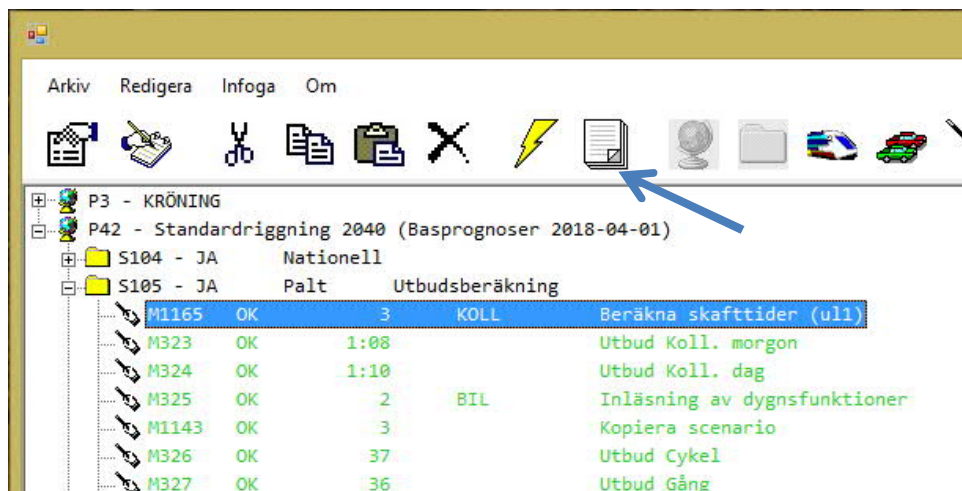 Arkiv Redigera Infoga Om
P3 - KRÖNING
P42 - Standardriggning 2040 (Basprognoser 2018-04-01)
S104 - JA Nationell
S105 - JA Palt Utbudsberäkning
M1165 OK 3 KOLL Beräkna skafttider (ul1)
M323 OK 1:08 Utbud Koll. morgon
M324 OK 1:10 Utbud Koll. dag
M325 OK 2 BIL Inläsning av dygnsfunktioner
M1143 OK 3 Kopiera scenario
M326 OK 37 Utbud Cykel
M327 OK 36 Utbud Gång